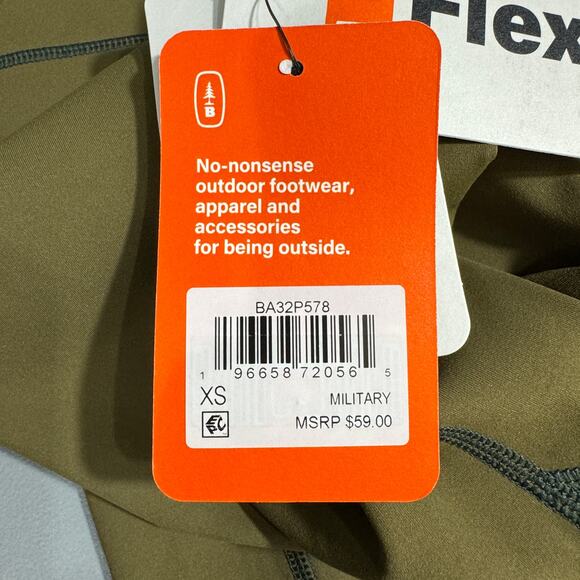 Flex
B
No-nonsense
outdoor footwear,
apparel and
accessories
for being outside.
BA32P578
1 96658 72056 5
XS
MILITARY
EPC
MSRP $59.00